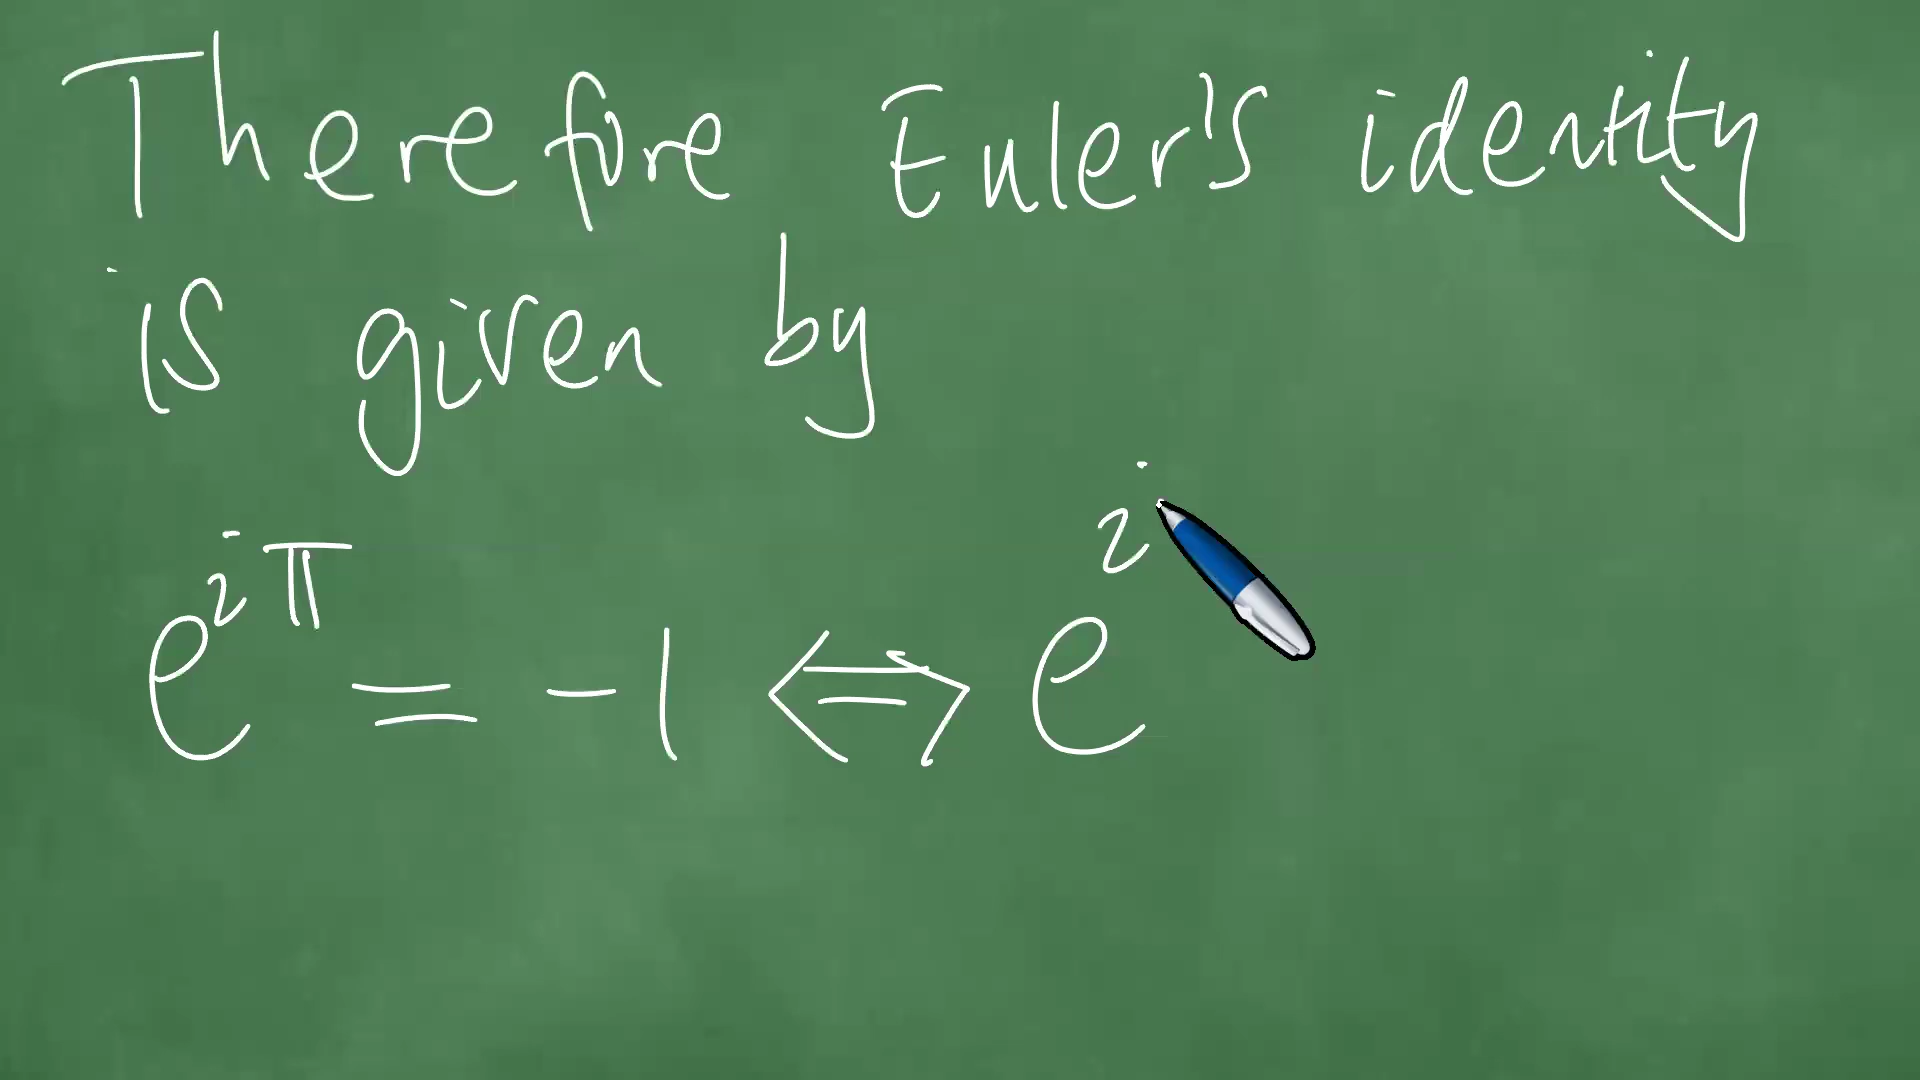 Therefore Euler's identity
is given by
e^{iπ} = -1 ⇔ e^{i